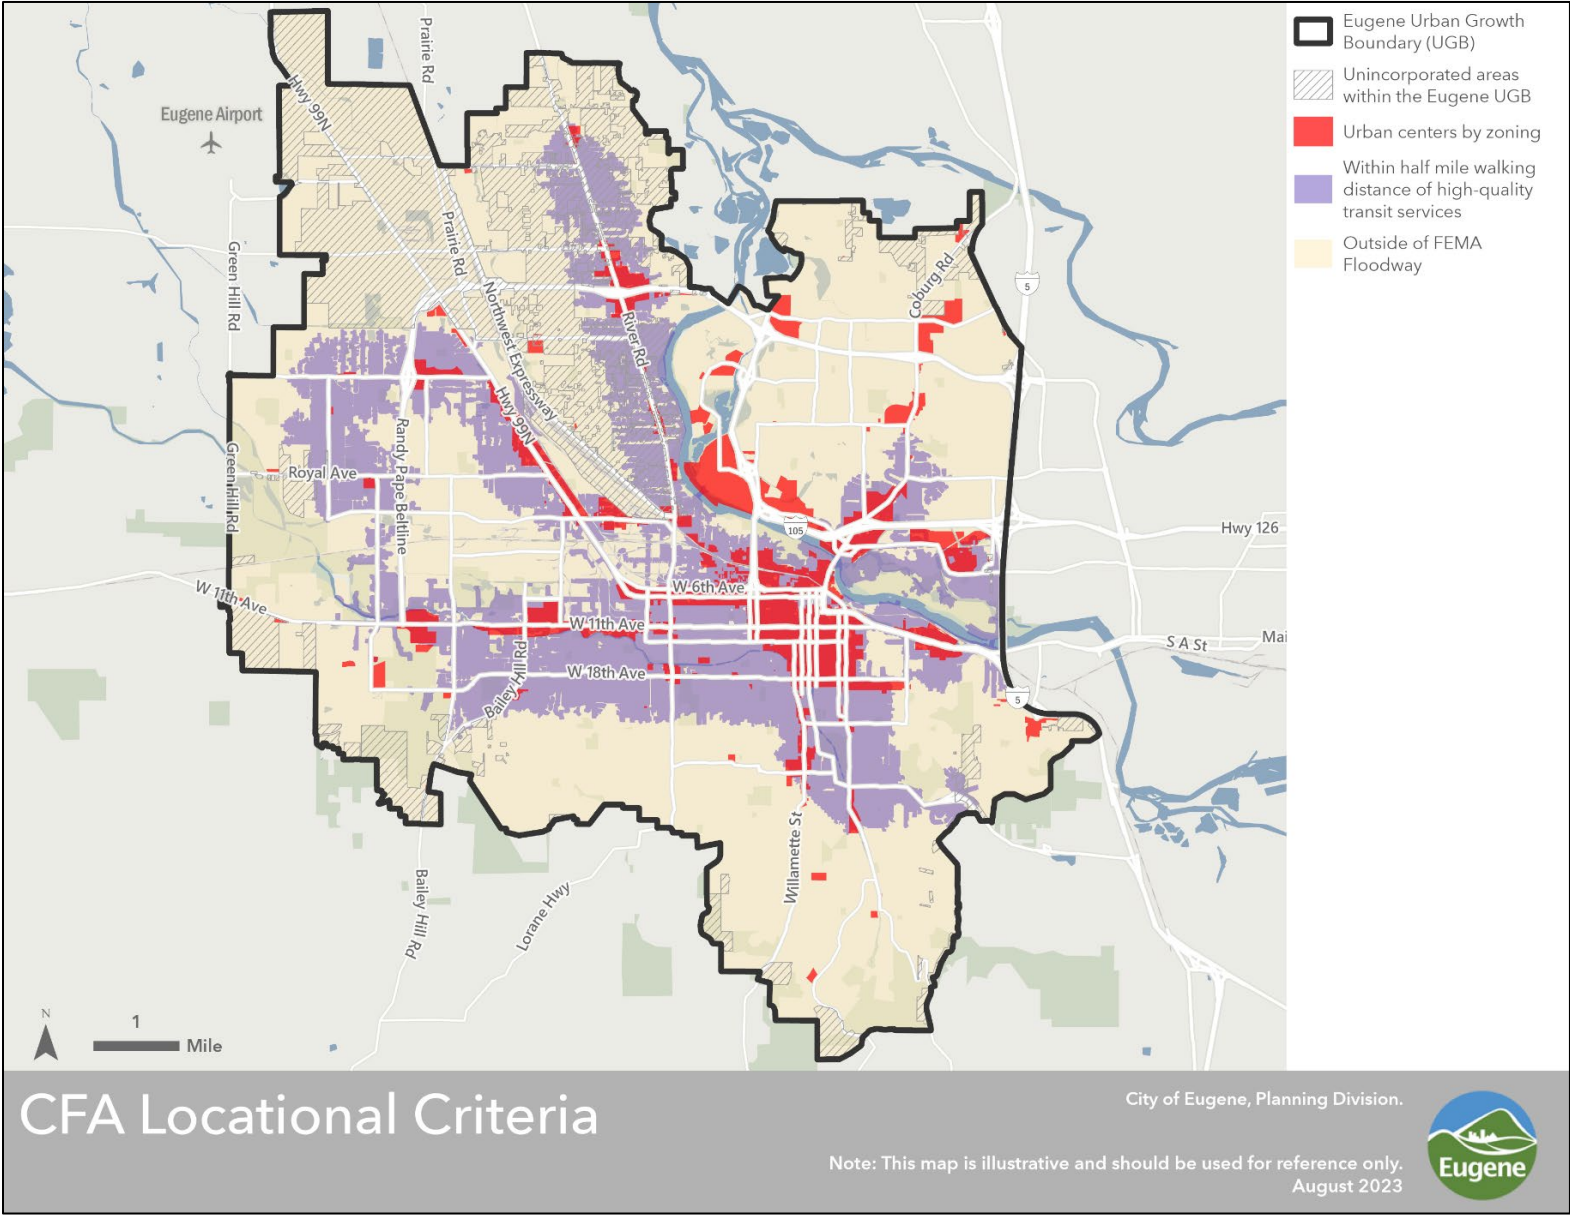 Eugene Urban Growth
Boundary (UGB)
Unincorporated areas
within the Eugene UGB
Urban centers by zoning
Within half mile walking
distance of high-quality
transit services
Outside of FEMA
Floodway
Prairie Rd
Hwy 99N
Eugene Airport
Prairie Rd
Green Hill Rd
Coburg Rd
5
Northwest Expressway
River Rd
Hwy 99N
Randy Pape Beltline
Green Hill Rd
Royal Ave
105
Hwy 126
W 6th Ave
W 11th Ave
W 11th Ave
S A St
Mai
W 18th Ave
Bailey Hill Rd
5
Willamette St
Bailey Hill Rd
Lorane Hwy
N
1
Mile
CFA Locational Criteria
City of Eugene, Planning Division.
Note: This map is illustrative and should be used for reference only.
August 2023
Eugene